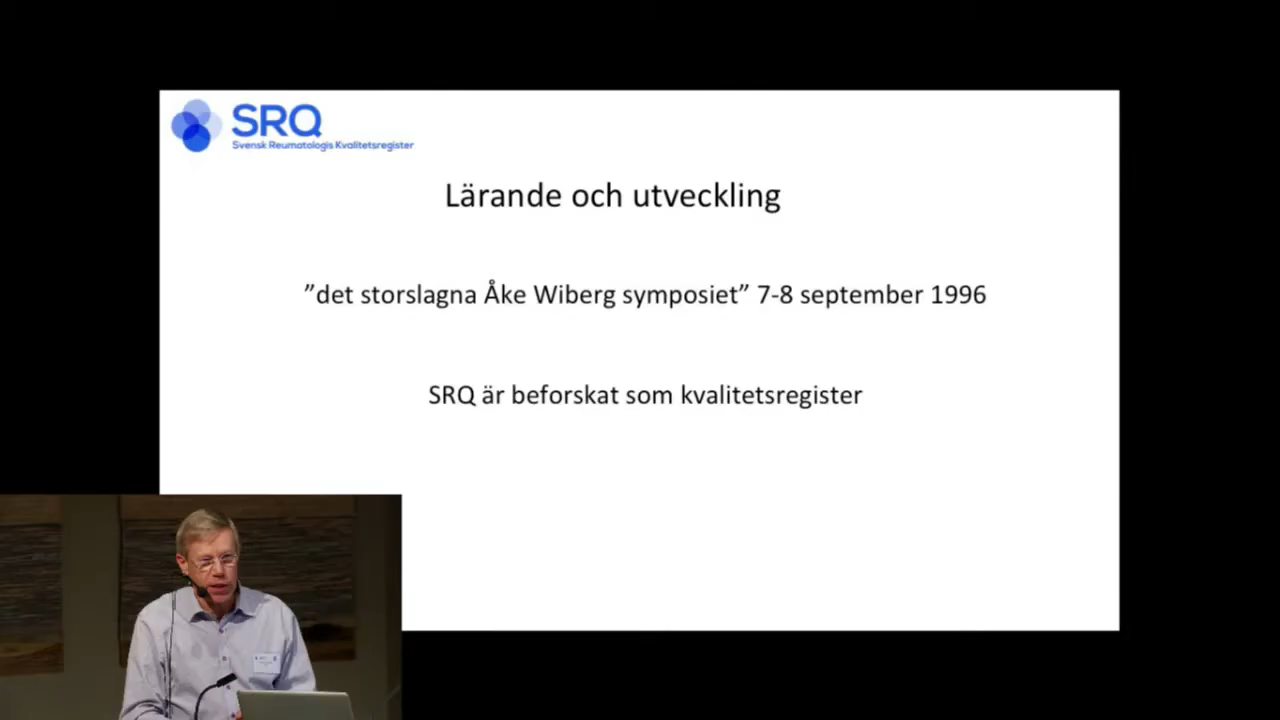 SRQ
Svensk Reumatologis Kvalitetsregister
Lärande och utveckling
”det storslagna Åke Wiberg symposiet” 7-8 september 1996
SRQ är beforskat som kvalitetsregister